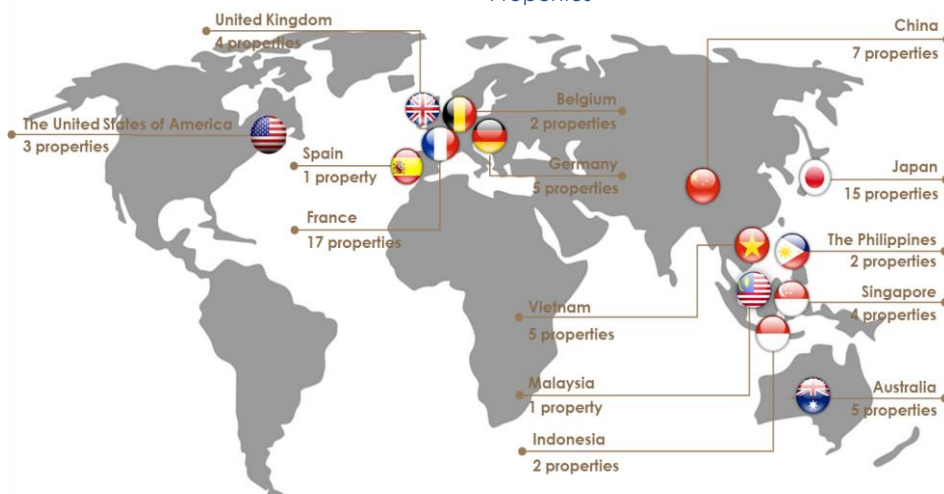 Properties
United Kingdom
4 properties
China
7 properties
Belgium
2 properties
The United States of America
3 properties
Spain
1 property
Germany
5 properties
Japan
15 properties
France
17 properties
The Philippines
2 properties
Vietnam
5 properties
Singapore
4 properties
Malaysia
1 property
Australia
5 properties
Indonesia
2 properties